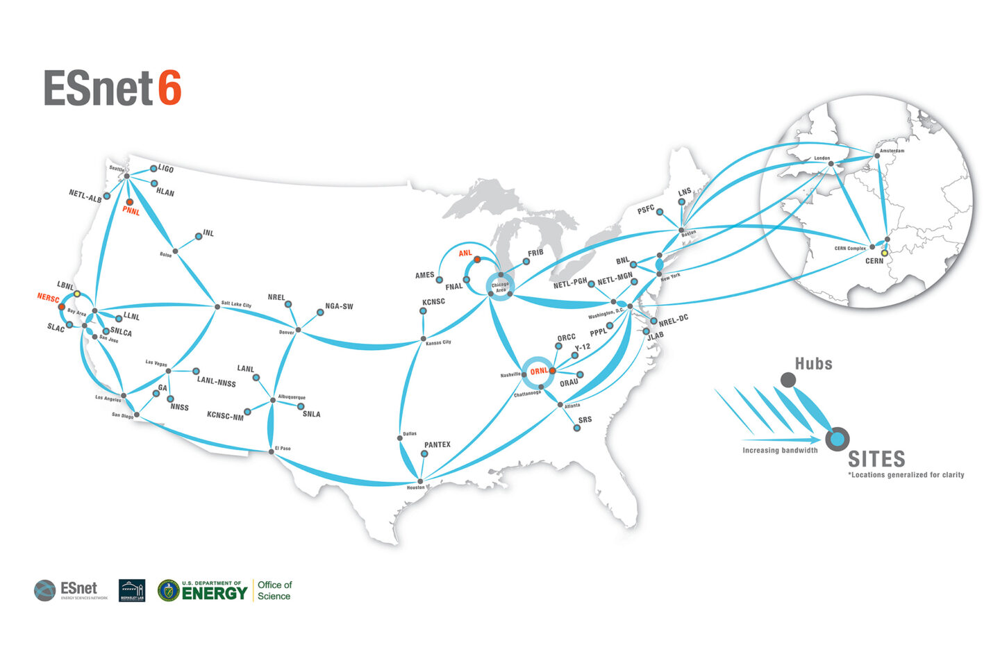 ESnet6
Seattle
LIGO
HLAN
NETL-ALB
PNNL
INL
Boise
LBNL
NERSC
Bay Area
LLNL
SLAC
SNLCA
San Jose
Salt Lake City
NREL
NGA-SW
Denver
Las Vegas
LANL-NNSS
GA
NNSS
Los Angeles
San Diego
LANL
Albuquerque
KCNSC-NM
SNLA
El Paso
KCNSC
Kansas City
Dallas
PANTEX
Houston
AMES
ANL
FNAL
FRIB
Chicago
Area
NETL-PGH
NETL-MGN
BNL
PSFC
LNS
Boston
New York
Washington, D.C.
NREL-DC
PPPL
JLAB
ORCC
Y-12
Nashville
ORNL
ORAU
Chattanooga
Atlanta
SRS
London
Amsterdam
CERN Complex
CERN
Hubs
Increasing bandwidth
SITES
*Locations generalized for clarity
ESnet
ENERGY SCIENCES NETWORK
BERKELEY LAB
U.S. DEPARTMENT OF
ENERGY
Office of
Science